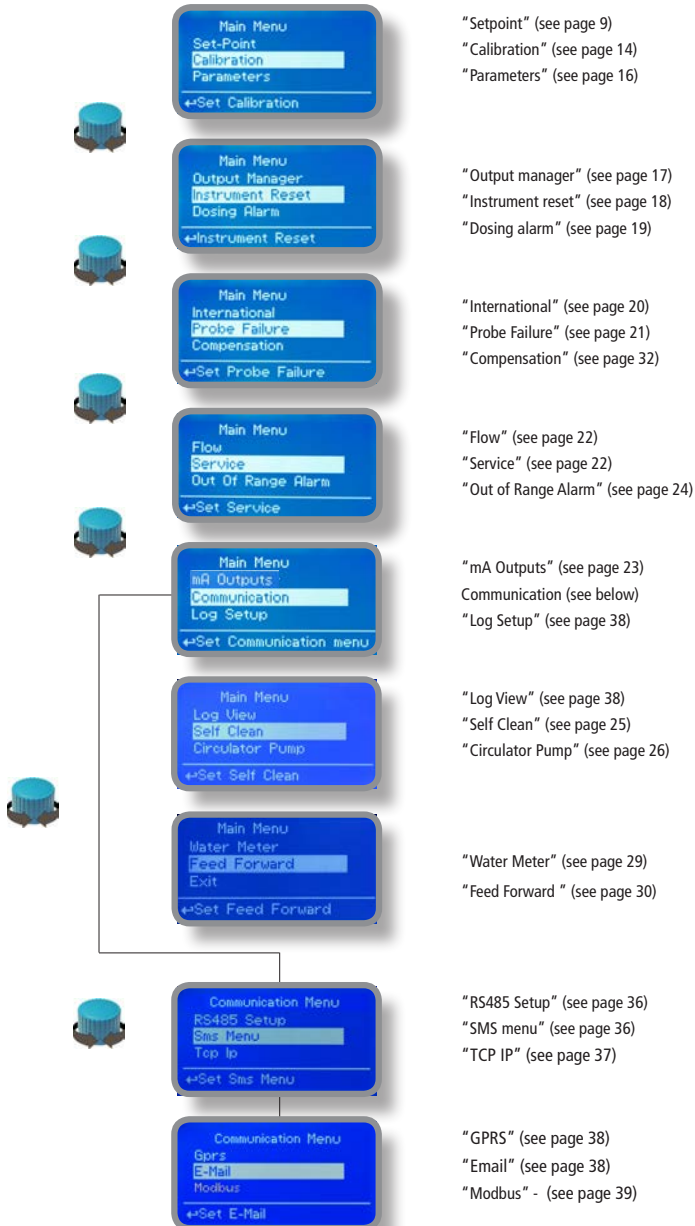 Main Menu
Set-Point
Calibration
Parameters
↵Set Calibration
"Setpoint" (see page 9)
"Calibration" (see page 14)
"Parameters" (see page 16)
Main Menu
Output Manager
Instrument Reset
Dosing Alarm
↵Instrument Reset
"Output manager" (see page 17)
"Instrument reset" (see page 18)
"Dosing alarm" (see page 19)
Main Menu
International
Probe Failure
Compensation
↵Set Probe Failure
"International" (see page 20)
"Probe Failure" (see page 21)
"Compensation" (see page 32)
Main Menu
Flow
Service
Out Of Range Alarm
↵Set Service
"Flow" (see page 22)
"Service" (see page 22)
"Out of Range Alarm" (see page 24)
Main Menu
mA Outputs
Communication
Log Setup
↵Set Communication menu
"mA Outputs" (see page 23)
Communication (see below)
"Log Setup" (see page 38)
Main Menu
Log View
Self Clean
Circulator Pump
↵Set Self Clean
"Log View" (see page 38)
"Self Clean" (see page 25)
"Circulator Pump" (see page 26)
Main Menu
Water Meter
Feed Forward
Exit
↵Set Feed Forward
"Water Meter" (see page 29)
"Feed Forward " (see page 30)
Communication Menu
RS485 Setup
Sms Menu
Tcp Ip
↵Set Sms Menu
"RS485 Setup" (see page 36)
"SMS menu" (see page 36)
"TCP IP" (see page 37)
Communication Menu
Gprs
E-Mail
Modbus
↵Set E-Mail
"GPRS" (see page 38)
"Email" (see page 38)
"Modbus" - (see page 39)